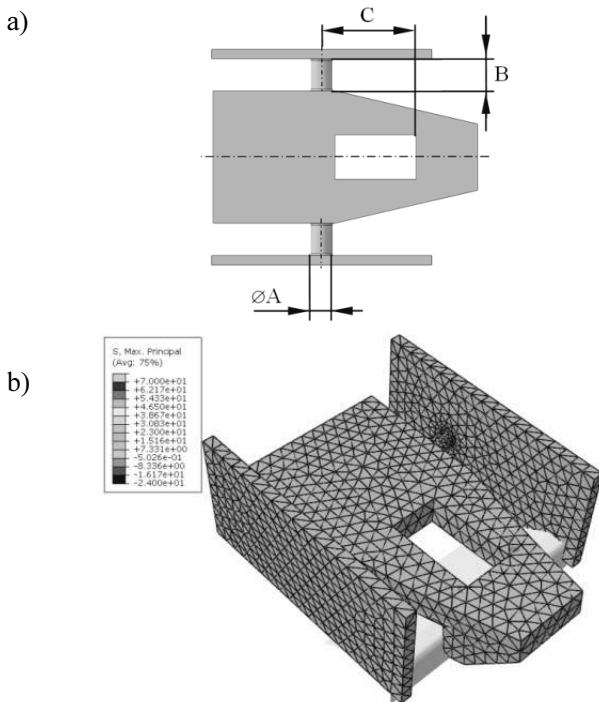 a)
C
B
⌀A
b)
S, Max. Principal
(Avg: 75%)
+7.000e+01
+6.217e+01
+5.433e+01
+4.650e+01
+3.867e+01
+3.083e+01
+2.300e+01
+1.516e+01
+7.331e+00
-5.026e-01
-8.336e+00
-1.617e+01
-2.400e+01